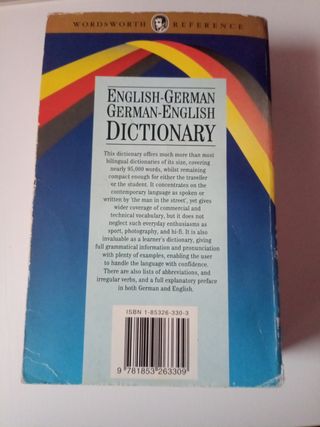 WORDSWORTH REFERENCE
ENGLISH-GERMAN
GERMAN-ENGLISH
DICTIONARY
This dictionary offers much more than most
bilingual dictionaries of its size, covering
nearly 95,000 words, whilst remaining
compact enough for either the traveller
or the student. It concentrates on the
contemporary language as spoken or
written by 'the man in the street', yet gives
wider coverage of commercial and
technical vocabulary, but it does not
neglect such everyday enthusiasms as
sport, photography, and hi-fi. It is also
invaluable as a learner's dictionary, giving
full grammatical information and pronunciation
with plenty of examples, enabling the user
to handle the language with confidence.
There are also lists of abbreviations, and
irregular verbs, and a full explanatory preface
in both German and English.
ISBN 1-85326-330-3
9 781853 263309